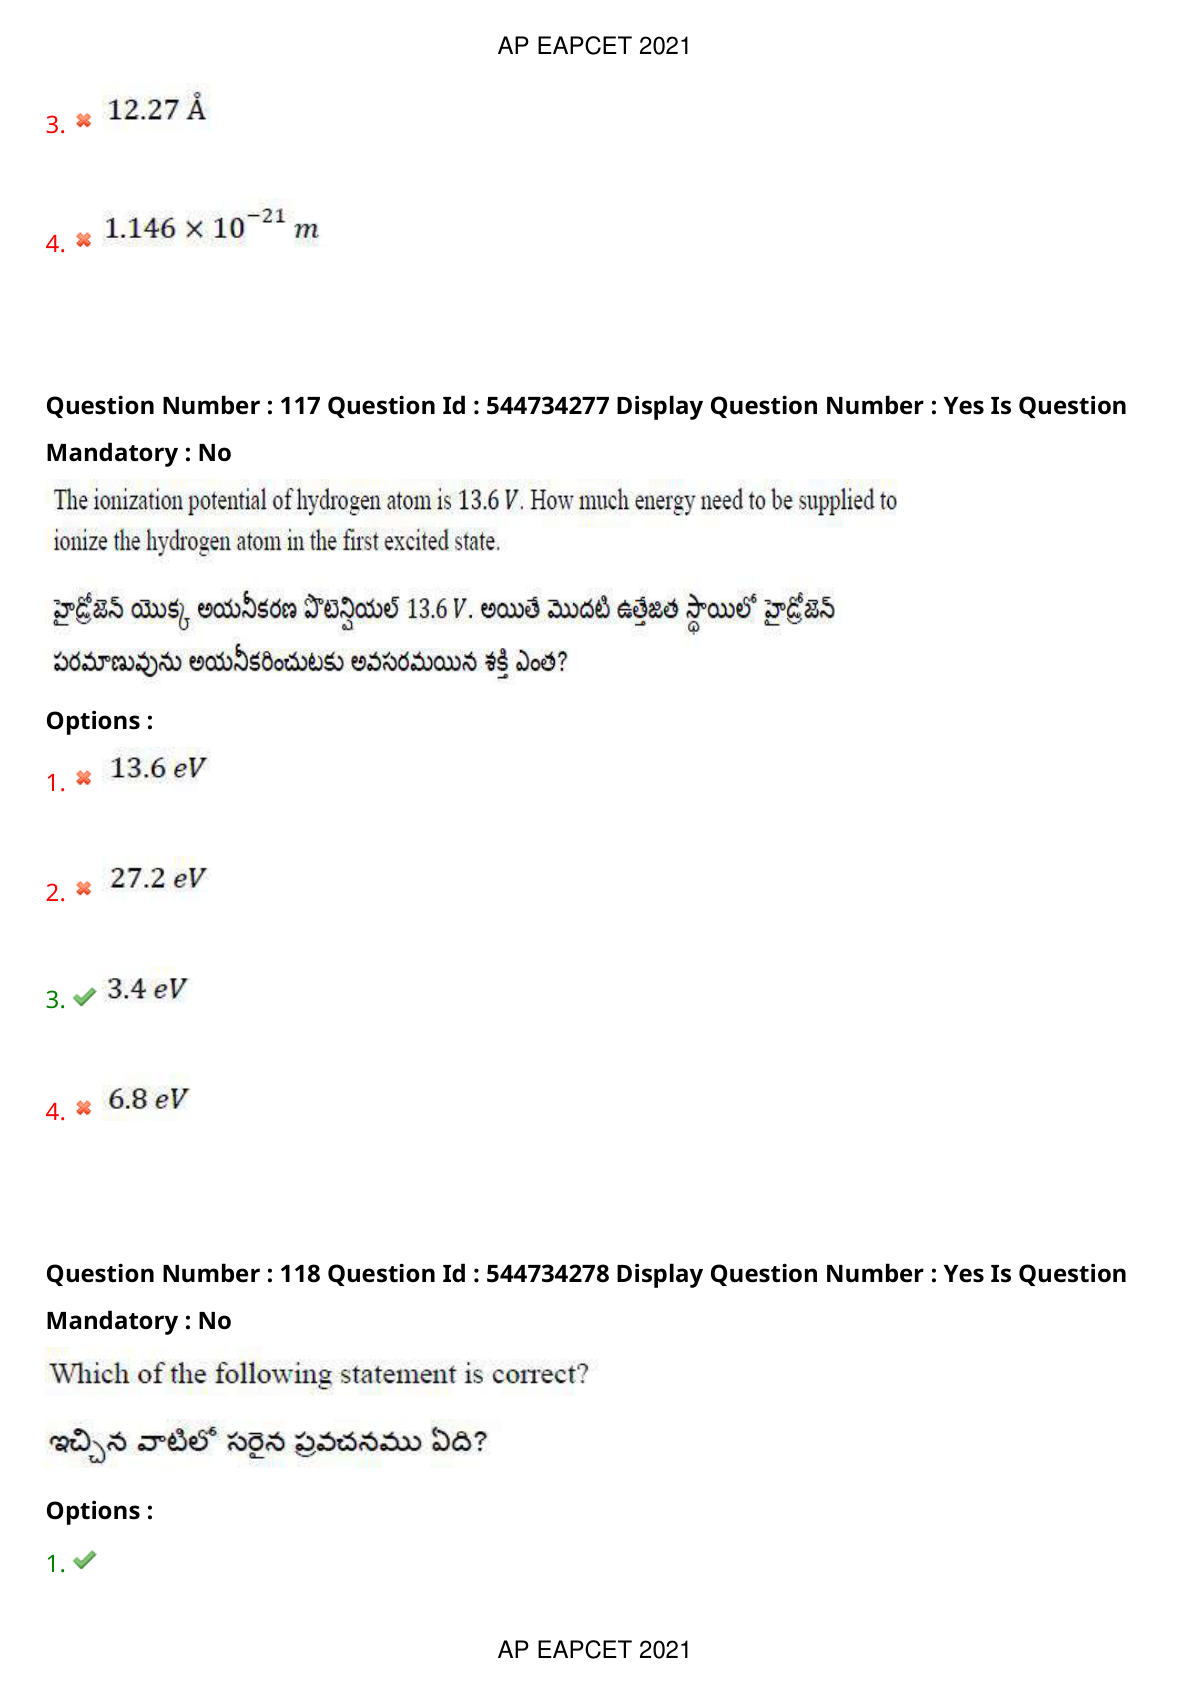 AP EAPCET 2021
3. 12.27 Å
4. 1.146 × 10⁻²¹ m
Question Number : 117 Question Id : 544734277 Display Question Number : Yes Is Question
Mandatory : No
The ionization potential of hydrogen atom is 13.6 V. How much energy need to be supplied to
ionize the hydrogen atom in the first excited state.
హైడ్రోజెన్ యొక్క అయనీకరణ పొటెన్షియల్ 13.6 V. అయితే మొదటి ఉత్తేజిత స్థాయిలో హైడ్రోజెన్
పరమాణువును అయనీకరించుటకు అవసరమయిన శక్తి ఎంత?
Options :
1. 13.6 eV
2. 27.2 eV
3. 3.4 eV
4. 6.8 eV
Question Number : 118 Question Id : 544734278 Display Question Number : Yes Is Question
Mandatory : No
Which of the following statement is correct?
ఇచ్చిన వాటిలో సరైన ప్రవచనము ఏది?
Options :
1.
AP EAPCET 2021